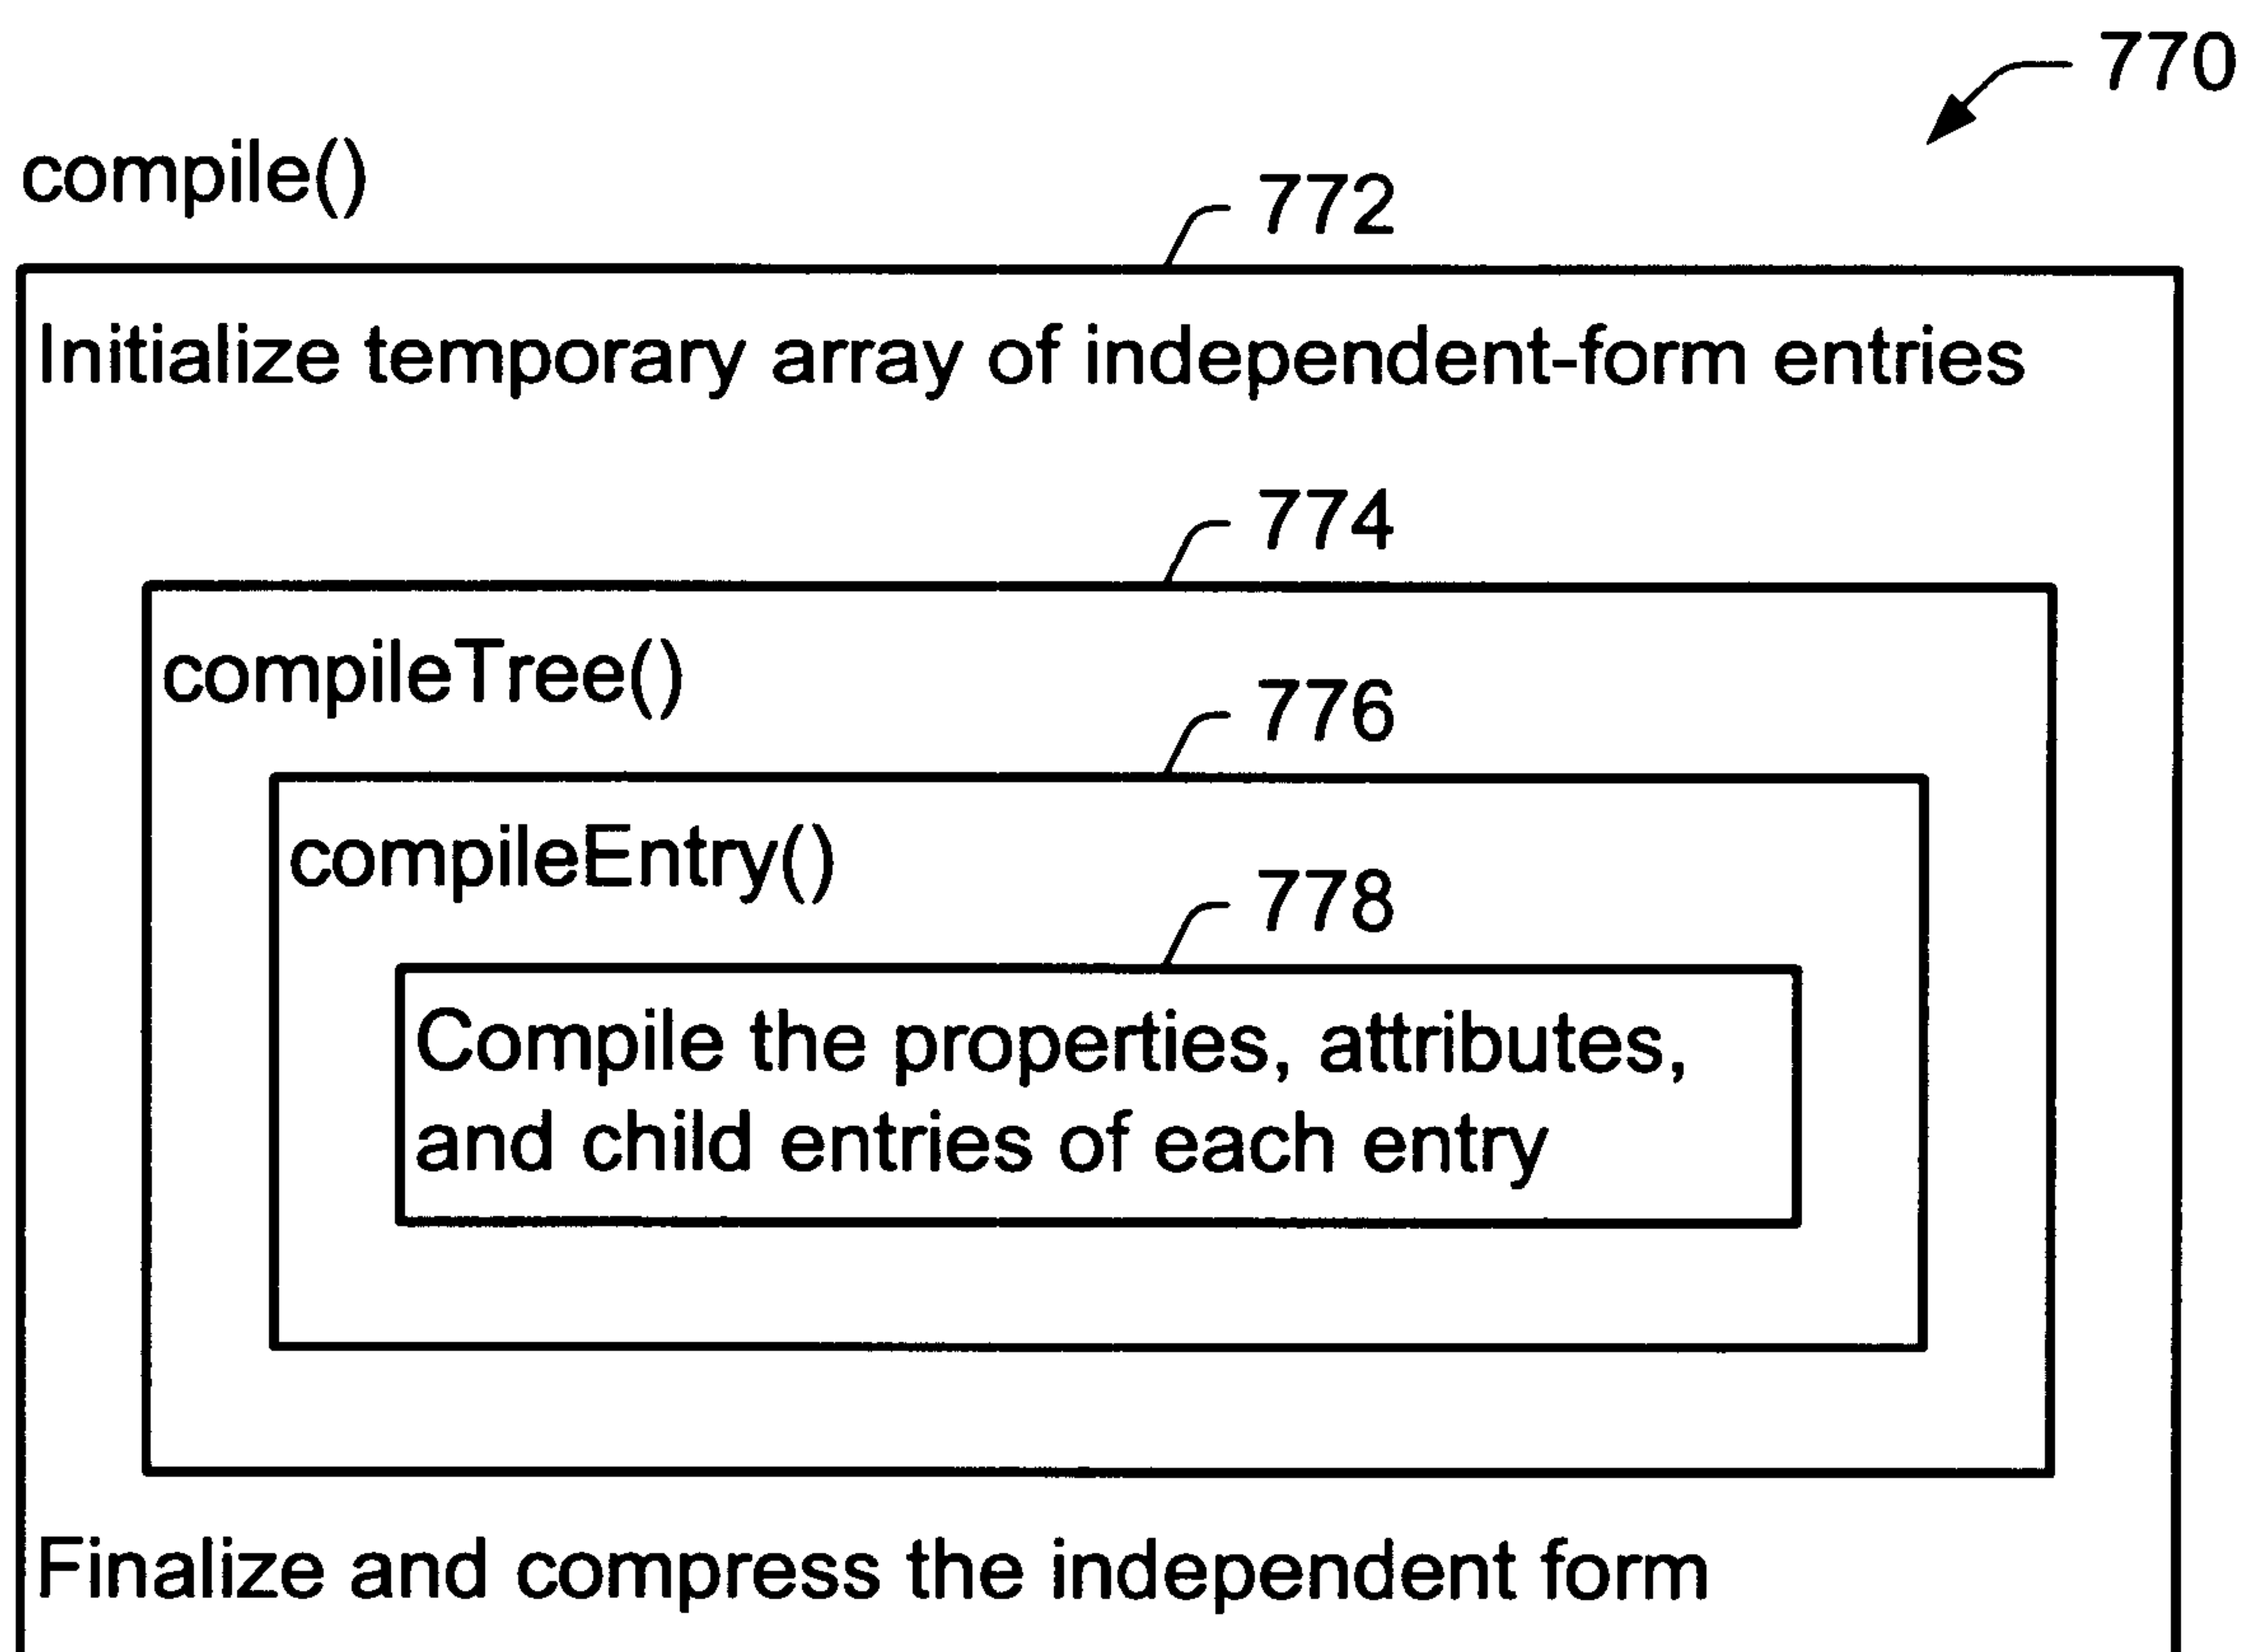 770
compile()
772
Initialize temporary array of independent-form entries
774
compileTree()
776
compileEntry()
778
Compile the properties, attributes,
and child entries of each entry
Finalize and compress the independent form